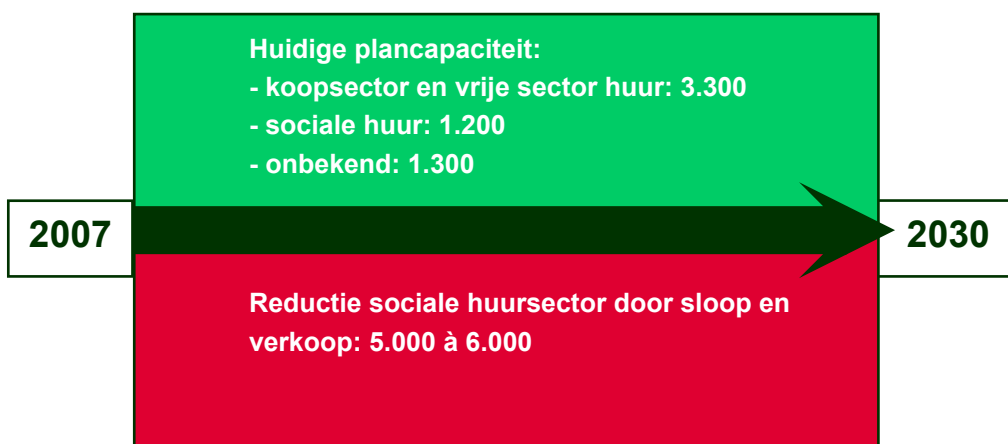 Huidige plancapaciteit:
- koopsector en vrije sector huur: 3.300
- sociale huur: 1.200
- onbekend: 1.300
2007
2030
Reductie sociale huursector door sloop en
verkoop: 5.000 à 6.000